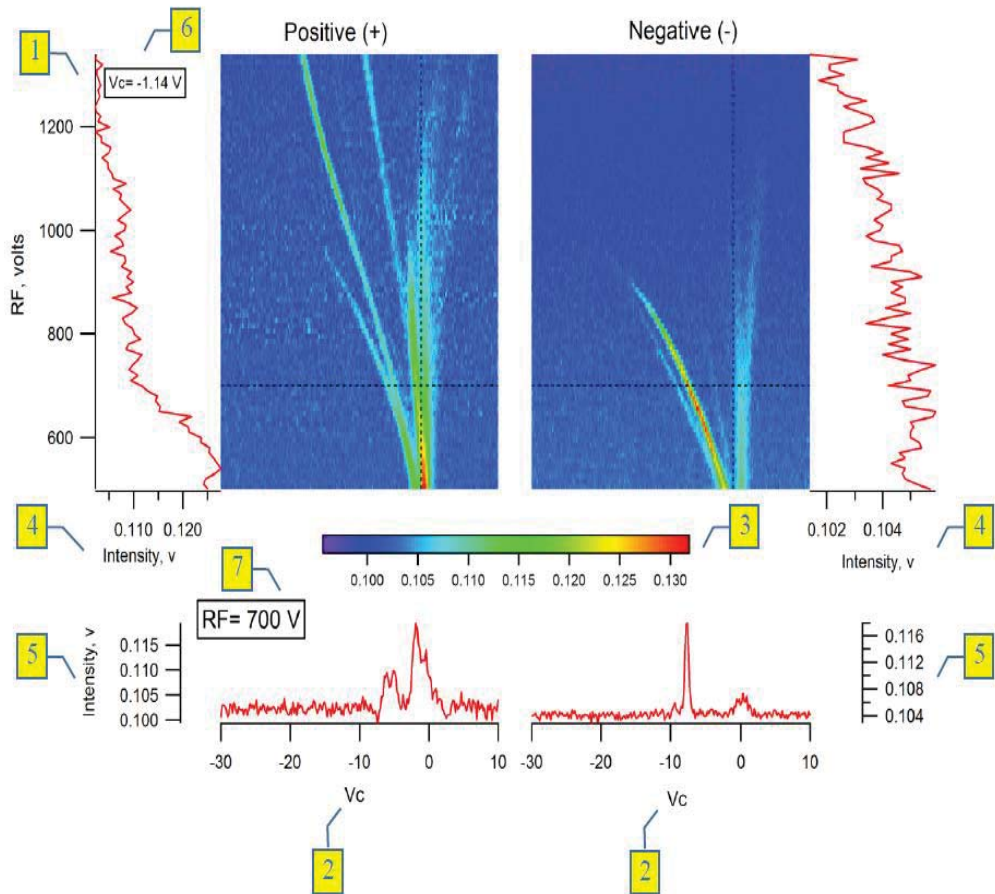 6
1
Positive (+)
Negative (-)
Vc= -1.14 V
1200
1000
800
600
RF, volts
0.110 0.120
Intensity, v
4
0.102 0.104
Intensity, v
4
3
0.100 0.105 0.110 0.115 0.120 0.125 0.130
7
RF= 700 V
5
Intensity, v
0.115
0.110
0.105
0.100
0.116
0.112
0.108
0.104
5
-30 -20 -10 0 10
-30 -20 -10 0 10
Vc
Vc
2
2